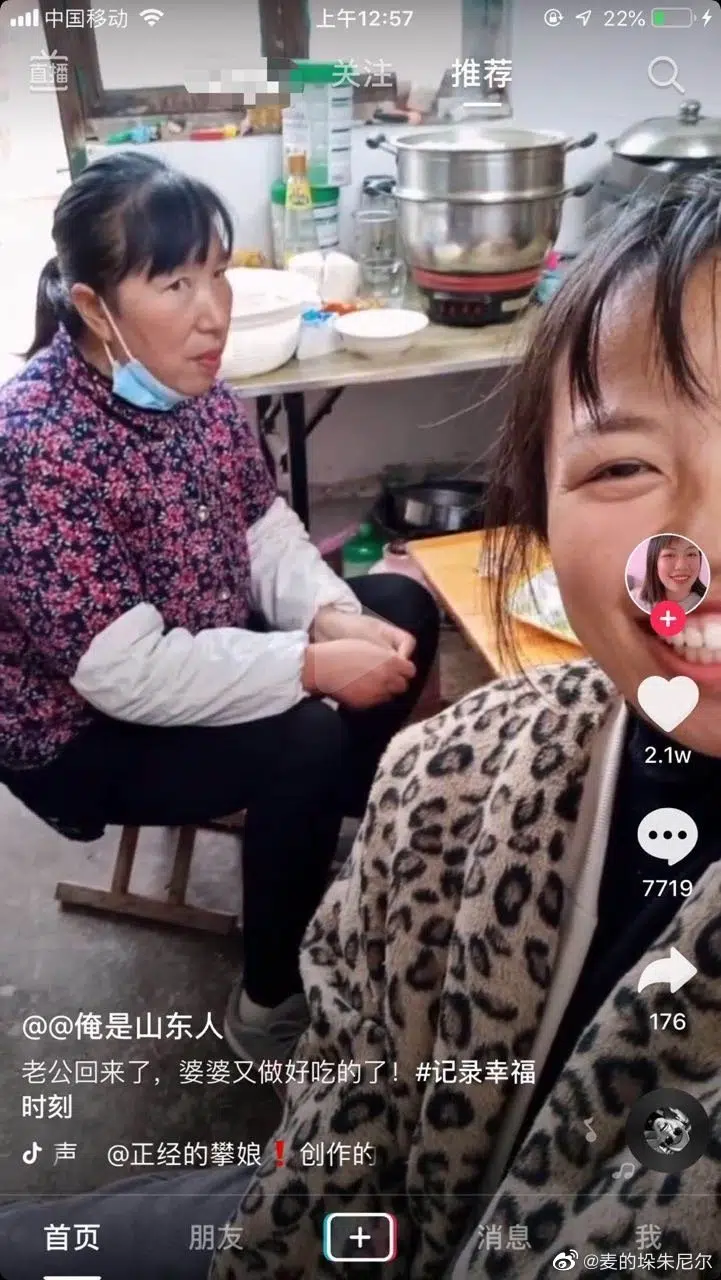 中国移动
上午12:57
22%
直播
关注
推荐
2.1w
7719
176
@@俺是山东人
老公回来了，婆婆又做好吃的了！#记录幸福
时刻
声 @正经的攀娘❗创作的
首页
朋友
消息
我
@麦的垛朱尼尔